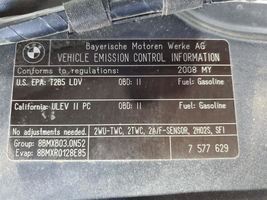 BMW
Bayerische Motoren Werke AG
VEHICLE EMISSION CONTROL INFORMATION
Conforms to regulations: 2008 MY
U.S. EPA: T2B5 LDV OBD: II Fuel: Gasoline
California: ULEV II PC OBD: II Fuel: Gasoline
No adjustments needed. 2WU-TWC, 2TWC, 2A/F-SENSOR, 2HO2S, SFI
Group: 8BMXB03.0N52
Evap: 8BMXR0128E85 7 577 629